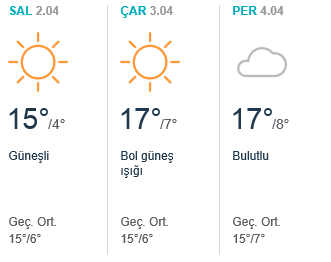 SAL 2.04
15°/4°
Güneşli
Geç. Ort.
15°/6°
ÇAR 3.04
17°/7°
Bol güneş
ışığı
Geç. Ort.
15°/6°
PER 4.04
17°/8°
Bulutlu
Geç. Ort.
15°/7°